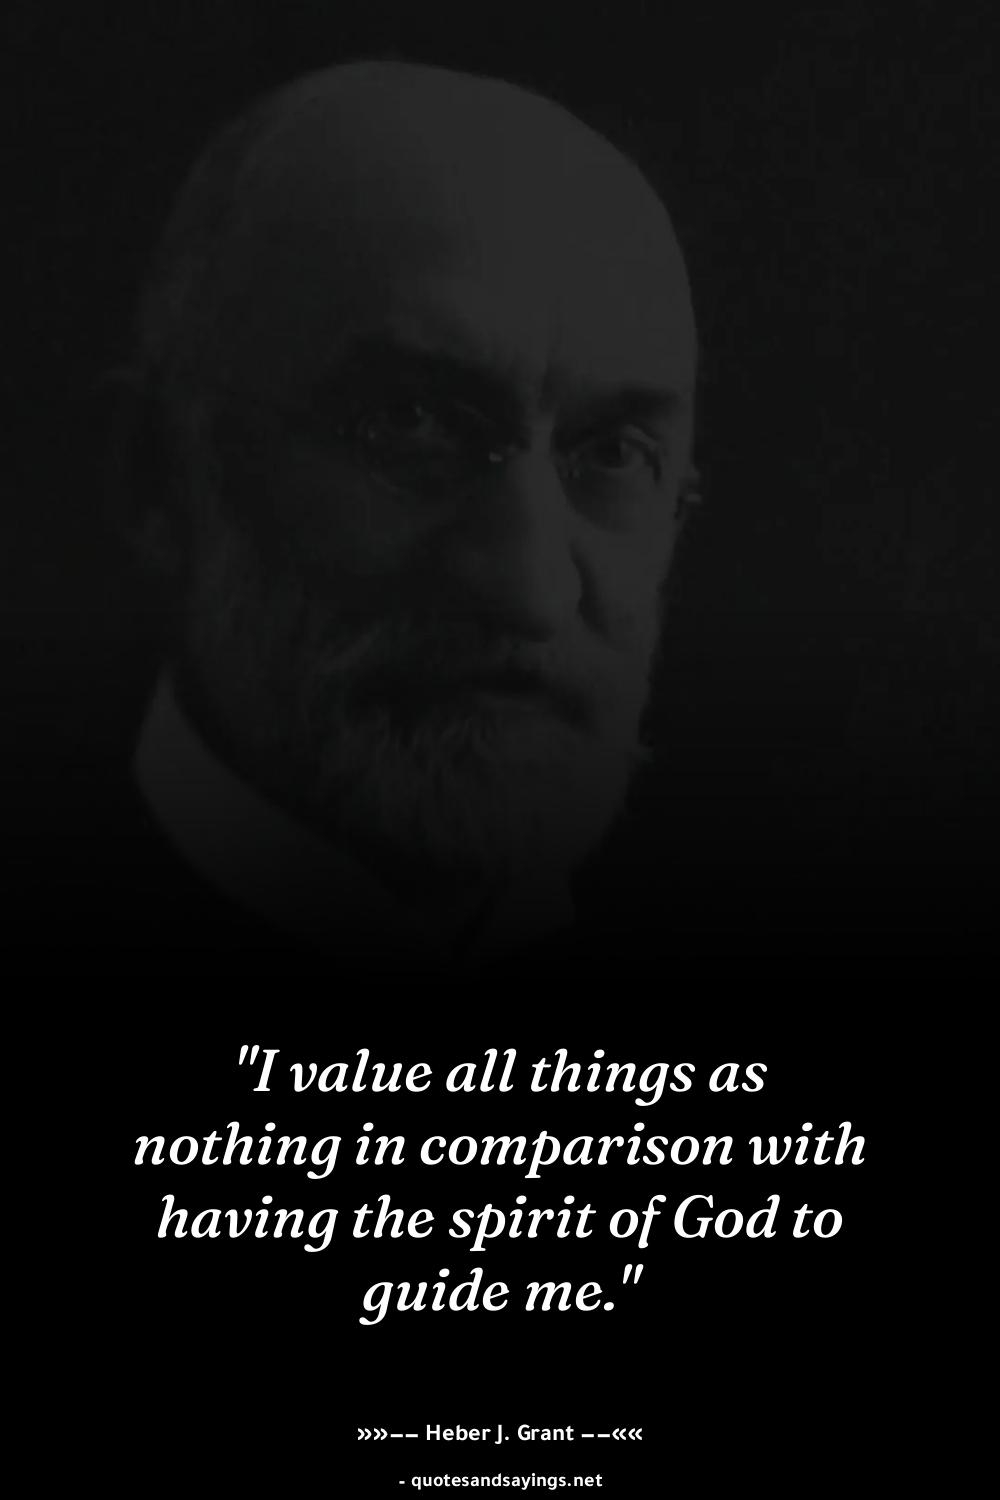 "I value all things as
nothing in comparison with
having the spirit of God to
guide me."
»»–– Heber J. Grant ––««
- quotesandsayings.net